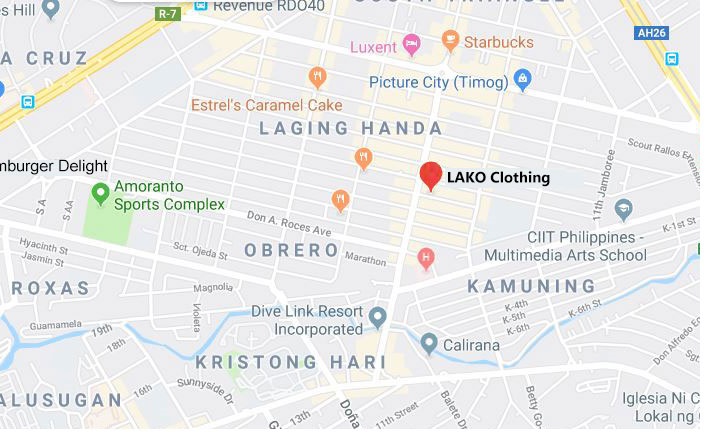 s Hill
R-7
Revenue RDO40
SOUTH TRIANGLE
AH26
A CRUZ
Luxent
Starbucks
Picture City (Timog)
Estrel's Caramel Cake
LAGING HANDA
Scout Rallos Extens
mburger Delight
LAKO Clothing
Amoranto
Sports Complex
11th Jamboree
S A
S AA
Don A. Roces Ave
K-1st St
CIIT Philippines -
Multimedia Arts School
Hyacinth St
Jasmin St
Sct. Ojeda St
OBRERO
Marathon
H
ROXAS
Magnolia
KAMUNING
Violeta
K-4th
K-5th
K-6th
K-6th St
Dive Link Resort
Incorporated
Guamamela
19th
18th
Calirana
Don Alfredo Eg
KRISTONG HARI
16th
Sunnyside Dr
ALUSUGAN
Doña
11th Street
Balete Dr
Betty Go
Iglesia Ni C
Lokal ng